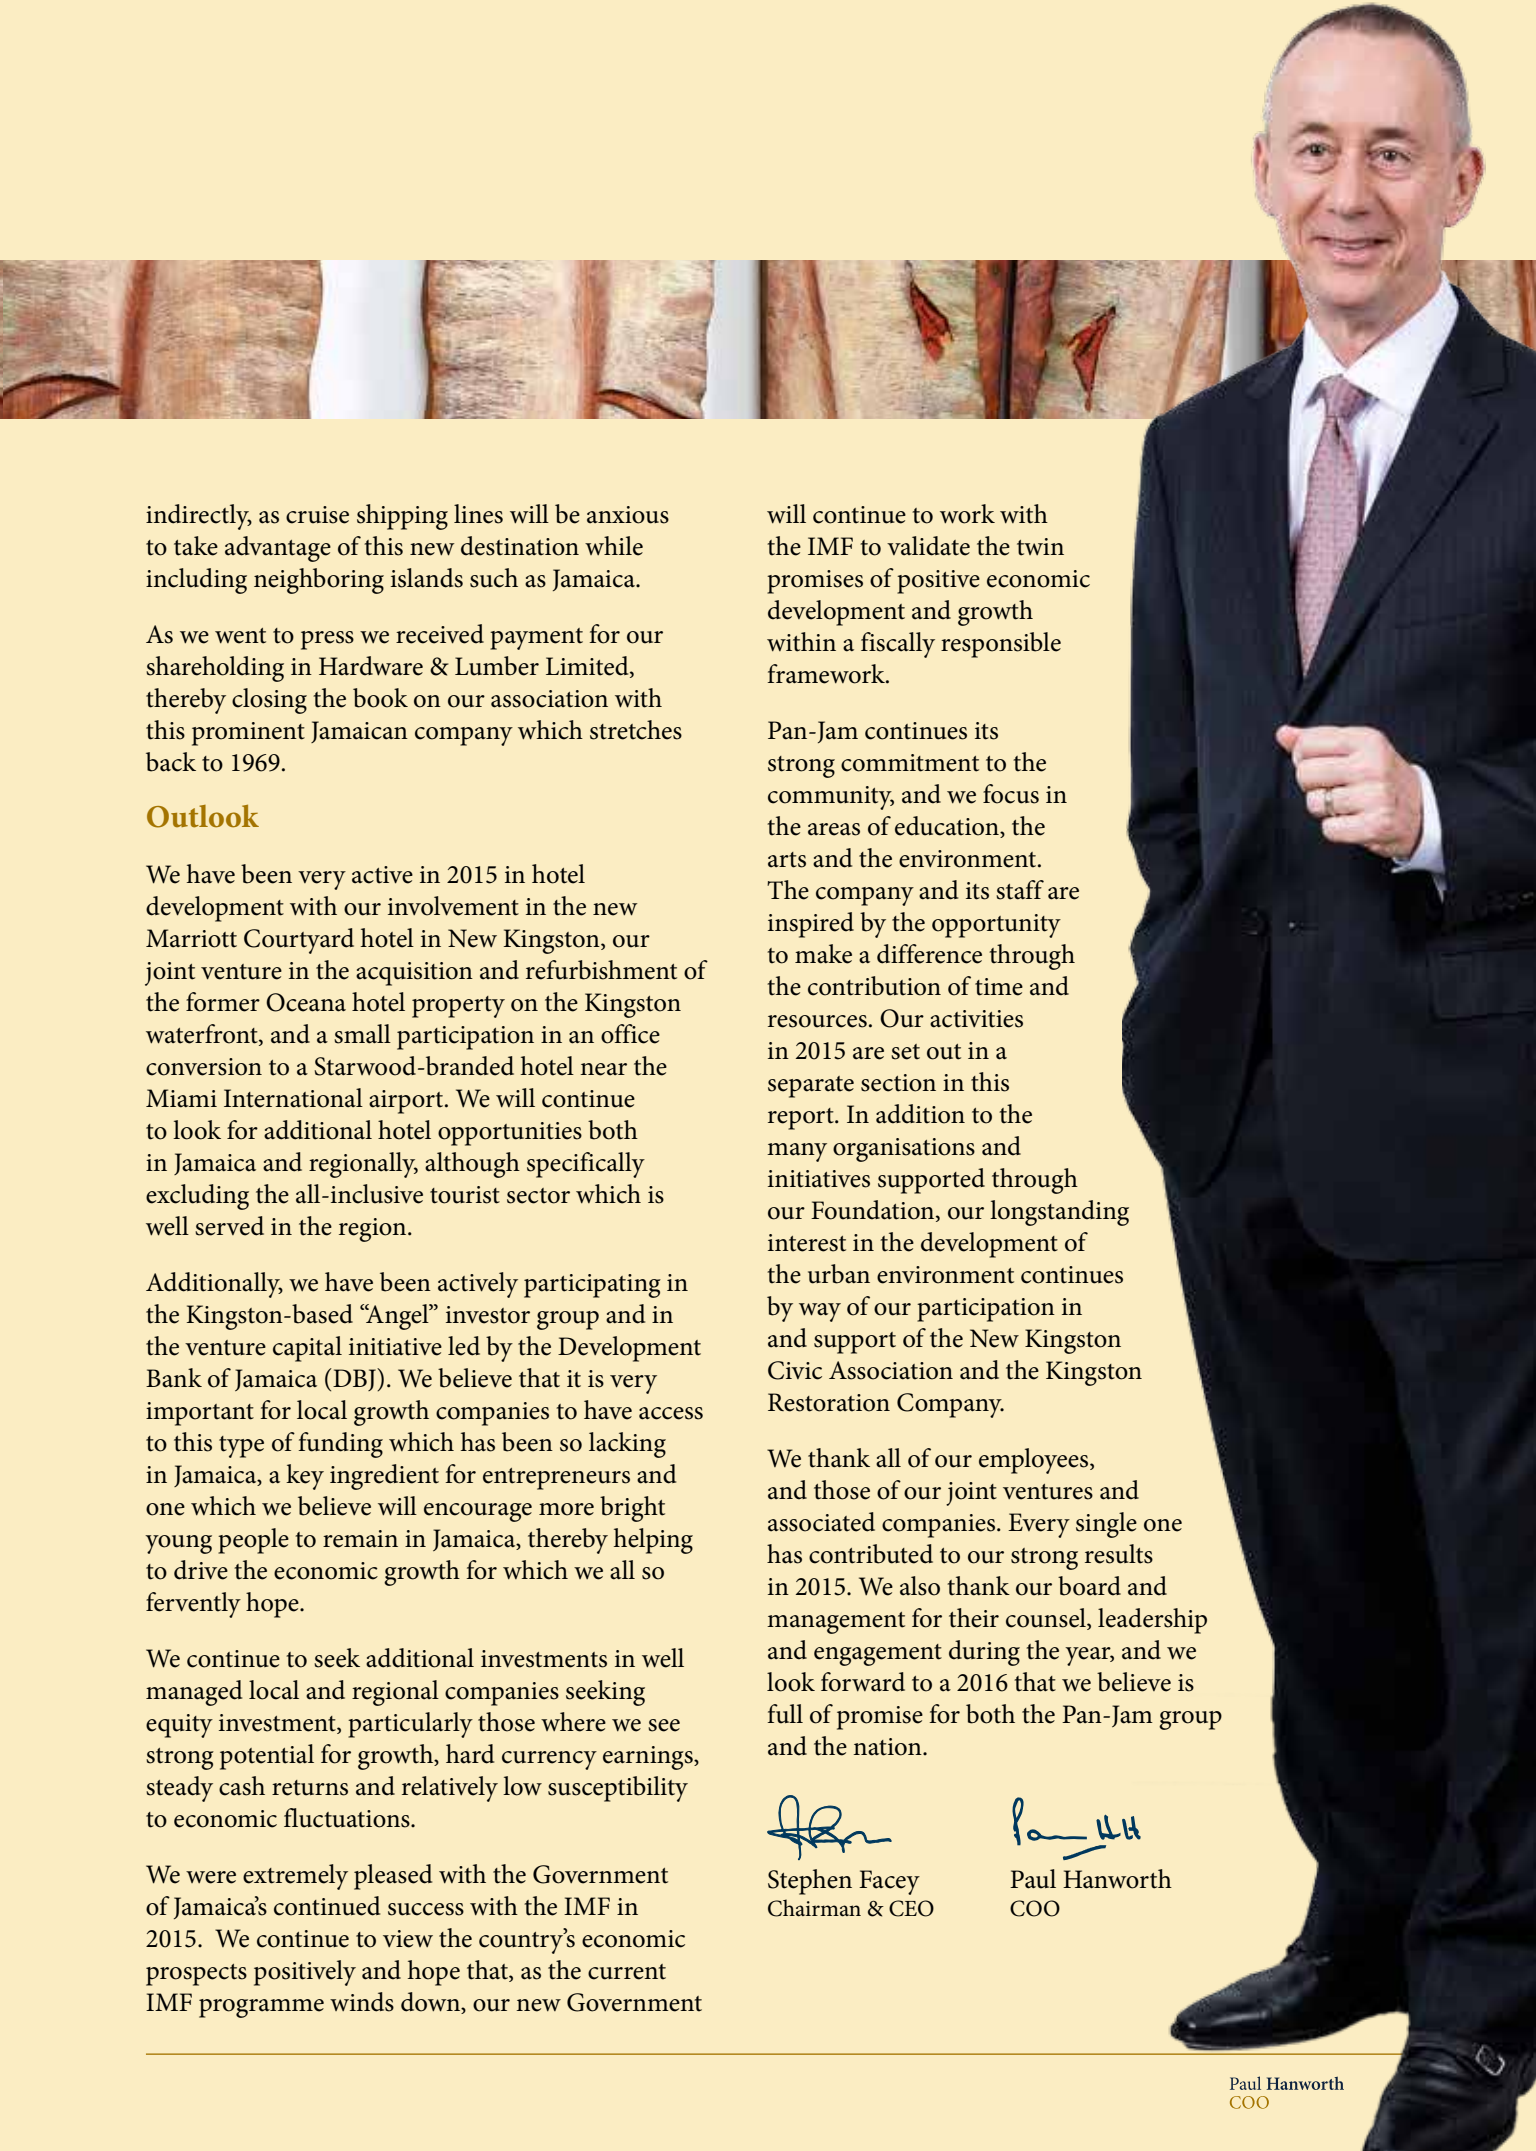 indirectly, as cruise shipping lines will be anxious
to take advantage of this new destination while
including neighboring islands such as Jamaica.
As we went to press we received payment for our
shareholding in Hardware & Lumber Limited,
thereby closing the book on our association with
this prominent Jamaican company which stretches
back to 1969.
Outlook
We have been very active in 2015 in hotel
development with our involvement in the new
Marriott Courtyard hotel in New Kingston, our
joint venture in the acquisition and refurbishment of
the former Oceana hotel property on the Kingston
waterfront, and a small participation in an office
conversion to a Starwood-branded hotel near the
Miami International airport. We will continue
to look for additional hotel opportunities both
in Jamaica and regionally, although specifically
excluding the all-inclusive tourist sector which is
well served in the region.
Additionally, we have been actively participating in
the Kingston-based “Angel” investor group and in
the venture capital initiative led by the Development
Bank of Jamaica (DBJ). We believe that it is very
important for local growth companies to have access
to this type of funding which has been so lacking
in Jamaica, a key ingredient for entrepreneurs and
one which we believe will encourage more bright
young people to remain in Jamaica, thereby helping
to drive the economic growth for which we all so
fervently hope.
We continue to seek additional investments in well
managed local and regional companies seeking
equity investment, particularly those where we see
strong potential for growth, hard currency earnings,
steady cash returns and relatively low susceptibility
to economic fluctuations.
We were extremely pleased with the Government
of Jamaica’s continued success with the IMF in
2015.  We continue to view the country’s economic
prospects positively and hope that, as the current
IMF programme winds down, our new Government
will continue to work with
the IMF to validate the twin
promises of positive economic
development and growth
within a fiscally responsible
framework.
Pan-Jam continues its
strong commitment to the
community, and we focus in
the areas of education, the
arts and the environment.
The company and its staff are
inspired by the opportunity
to make a difference through
the contribution of time and
resources. Our activities
in 2015 are set out in a
separate section in this
report. In addition to the
many organisations and
initiatives supported through
our Foundation, our longstanding
interest in the development of
the urban environment continues
by way of our participation in
and support of the New Kingston
Civic Association and the Kingston
Restoration Company.
We thank all of our employees,
and those of our joint ventures and
associated companies. Every single one
has contributed to our strong results
in 2015. We also thank our board and
management for their counsel, leadership
and engagement during the year, and we
look forward to a 2016 that we believe is
full of promise for both the Pan-Jam group
and the nation.
Stephen Facey
Chairman & CEO
Paul Hanworth
COO
Paul Hanworth
COO